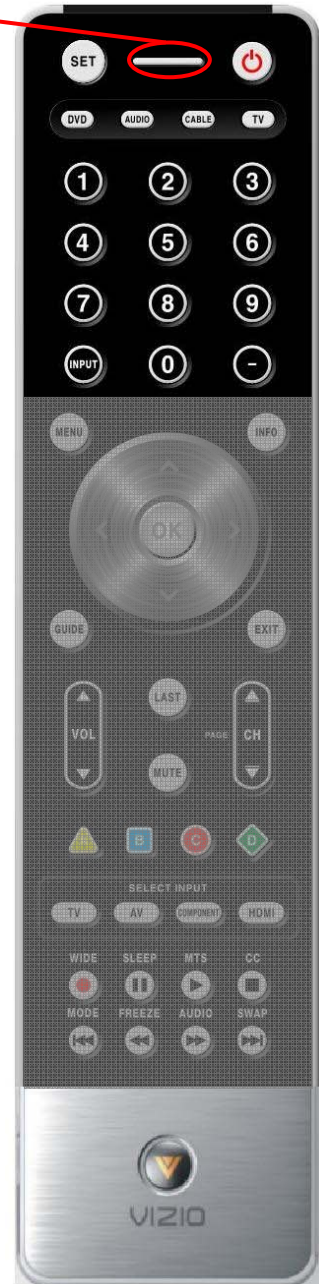 SET
DVD AUDIO CABLE TV
1 2 3
4 5 6
7 8 9
INPUT 0 -
MENU INFO
OK
GUIDE EXIT
LAST
VOL PAGE CH
MUTE
B C D
SELECT INPUT
TV AV COMPONENT HDMI
WIDE SLEEP MTS CC
MODE FREEZE AUDIO SWAP
VIZIO